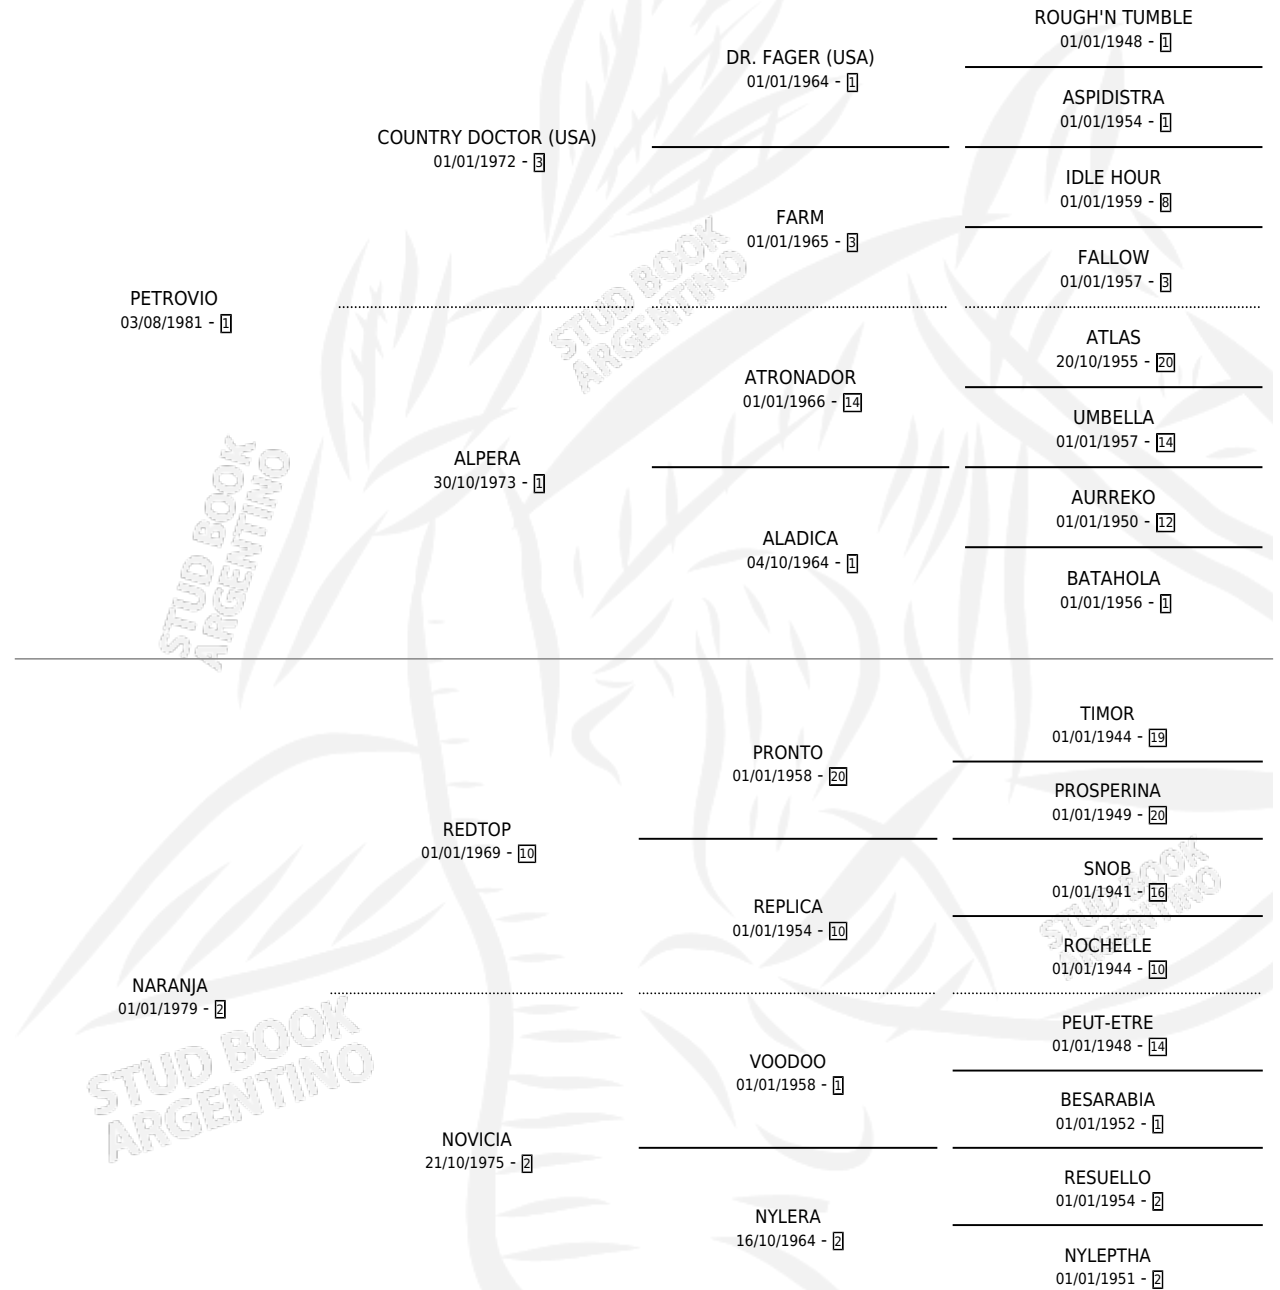 ROUGH'N TUMBLE
01/01/1948 - 1
DR. FAGER (USA)
01/01/1964 - 1
ASPIDISTRA
01/01/1954 - 1
COUNTRY DOCTOR (USA)
01/01/1972 - 3
IDLE HOUR
01/01/1959 - 8
FARM
01/01/1965 - 3
FALLOW
01/01/1957 - 3
PETROVIO
03/08/1981 - 1
STUD BOOK
ARGENTINO
ATLAS
20/10/1955 - 20
ATRONADOR
01/01/1966 - 14
UMBELLA
01/01/1957 - 14
ALPERA
30/10/1973 - 1
AURREKO
01/01/1950 - 12
ALADICA
04/10/1964 - 1
BATAHOLA
01/01/1956 - 1
STUD BOOK
ARGENTINO
TIMOR
01/01/1944 - 19
PRONTO
01/01/1958 - 20
PROSPERINA
01/01/1949 - 20
REDTOP
01/01/1969 - 10
SNOB
01/01/1941 - 16
REPLICA
01/01/1954 - 10
STUD BOOK
ARGENTINO
ROCHELLE
01/01/1944 - 10
NARANJA
01/01/1979 - 2
STUD BOOK
ARGENTINO
PEUT-ETRE
01/01/1948 - 14
VOODOO
01/01/1958 - 1
BESARABIA
01/01/1952 - 1
NOVICIA
21/10/1975 - 2
RESUELLO
01/01/1954 - 2
NYLERA
16/10/1964 - 2
NYLEPTHA
01/01/1951 - 2